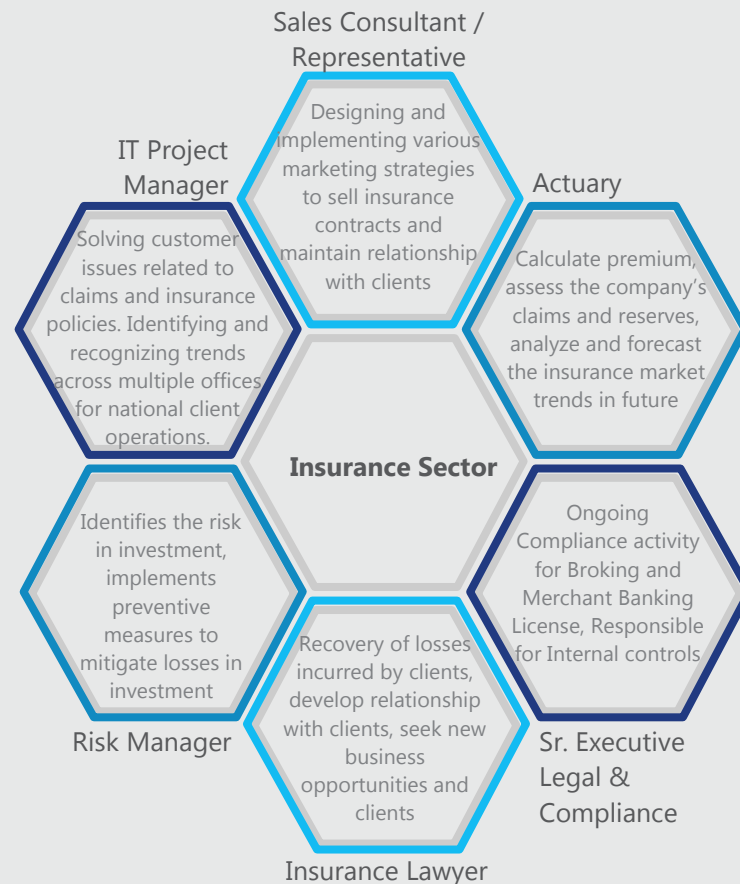 Sales Consultant /
Representative
Designing and
implementing various
marketing strategies
to sell insurance
contracts and
maintain relationship
with clients
IT Project
Manager
Solving customer
issues related to
claims and insurance
policies. Identifying and
recognizing trends
across multiple offices
for national client
operations.
Actuary
Calculate premium,
assess the company’s
claims and reserves,
analyze and forecast
the insurance market
trends in future
Insurance Sector
Identifies the risk
in investment,
implements
preventive
measures to
mitigate losses in
investment
Risk Manager
Ongoing
Compliance activity
for Broking and
Merchant Banking
License, Responsible
for Internal controls
Sr. Executive
Legal &
Compliance
Recovery of losses
incurred by clients,
develop relationship
with clients, seek new
business
opportunities and
clients
Insurance Lawyer